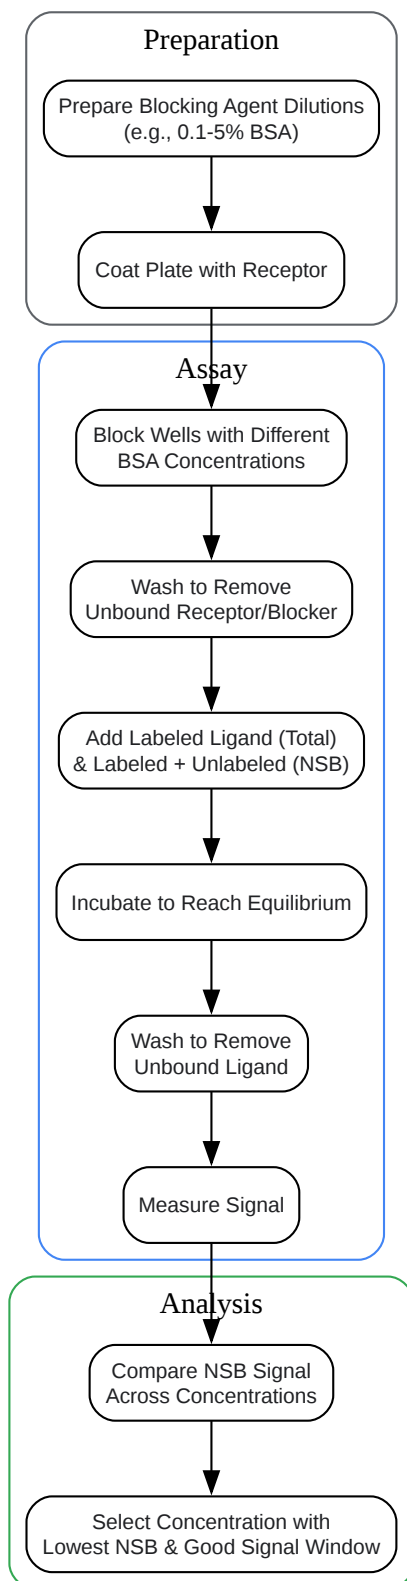 Preparation
Prepare Blocking Agent Dilutions
(e.g., 0.1-5% BSA)
Coat Plate with Receptor
Assay
Block Wells with Different
BSA Concentrations
Wash to Remove
Unbound Receptor/Blocker
Add Labeled Ligand (Total)
& Labeled + Unlabeled (NSB)
Incubate to Reach Equilibrium
Wash to Remove
Unbound Ligand
Measure Signal
Analysis
Compare NSB Signal
Across Concentrations
Select Concentration with
Lowest NSB & Good Signal Window